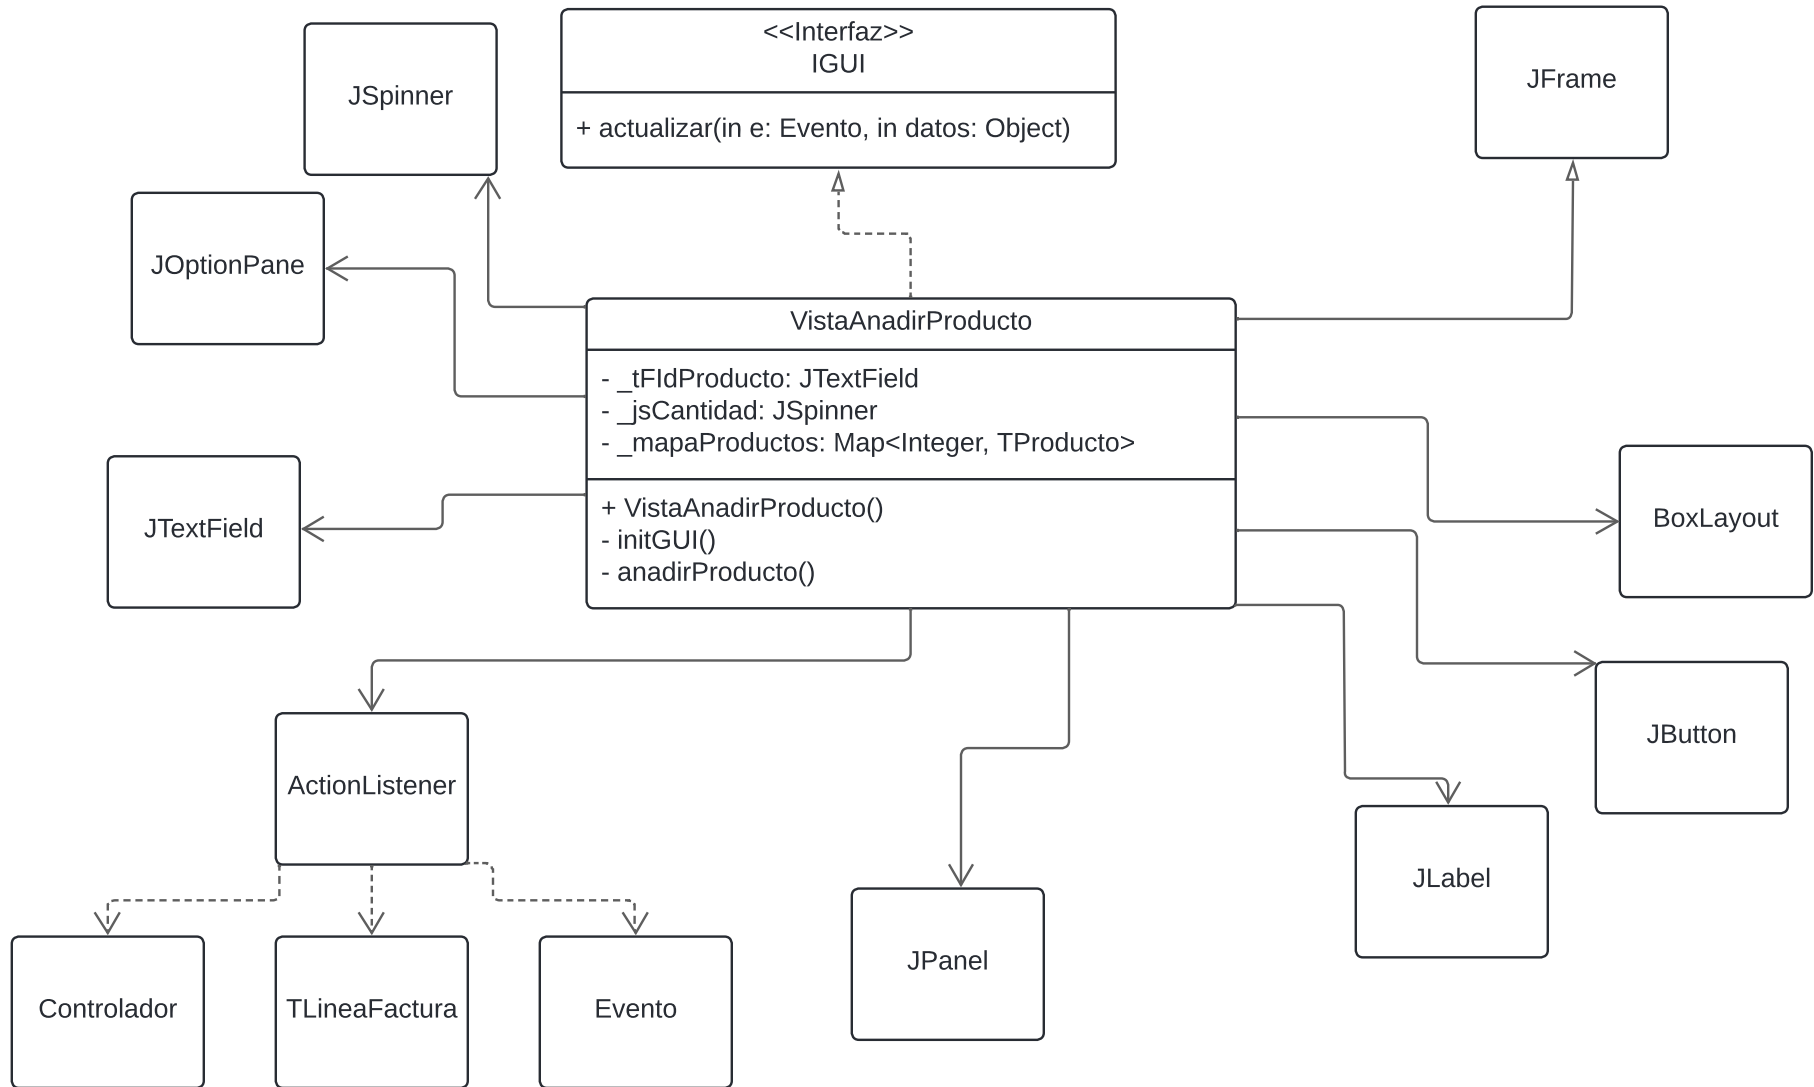 <<Interfaz>>
IGUI
+ actualizar(in e: Evento, in datos: Object)
JSpinner
JFrame
JOptionPane
VistaAnadirProducto
- _tFIdProducto: JTextField
- _jsCantidad: JSpinner
- _mapaProductos: Map<Integer, TProducto>
+ VistaAnadirProducto()
- initGUI()
- anadirProducto()
JTextField
BoxLayout
JButton
ActionListener
JLabel
JPanel
Controlador
TLineaFactura
Evento